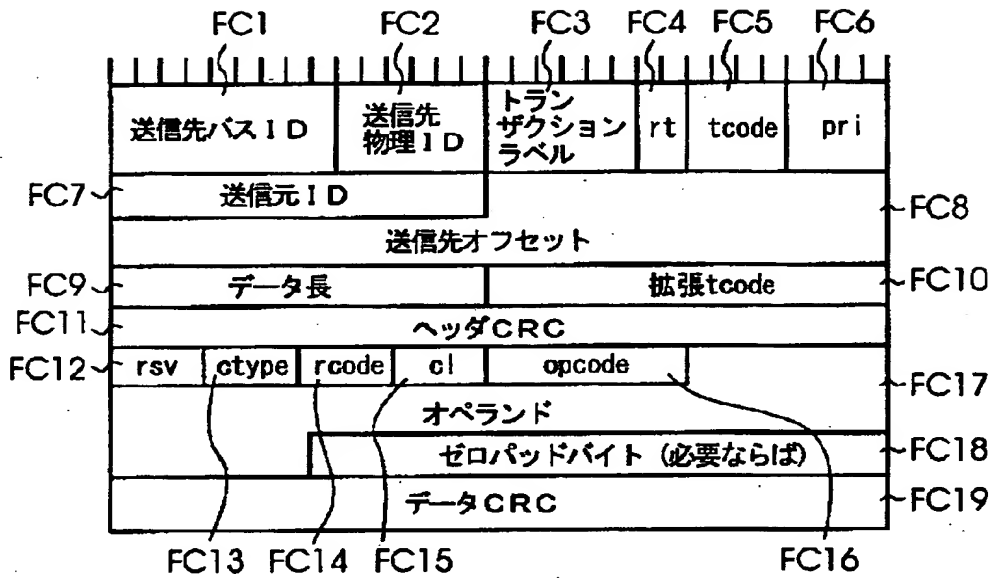 FC1 FC2 FC3 FC4 FC5 FC6
送信先バスID
送信先
物理ID
トラン
ザクション
ラベル
rt
tcode
pri
FC7
送信元ID
FC8
送信先オフセット
FC9
データ長
拡張tcode
FC10
FC11
ヘッダCRC
FC12
rsv
ctype
rcode
cl
opcode
FC17
オペランド
ゼロパッドバイト(必要ならば)
FC18
データCRC
FC19
FC13 FC14 FC15 FC16